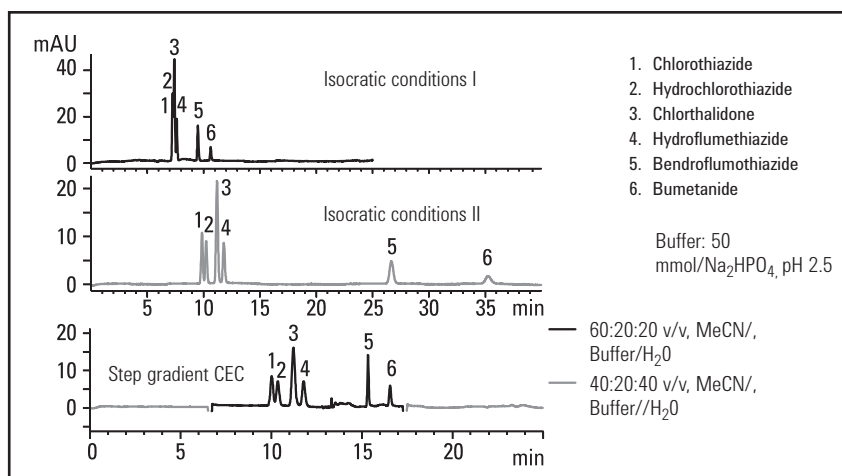 mAU
40
20
0
3
2
1 4
5
6
Isocratic conditions I
20
10
0
1 2
3
4
5
6
Isocratic conditions II
5 10 15 20 25 30 35 min
20
10
0
Step gradient CEC
1 2
3
4
5
6
0 5 10 15 20 min
1. Chlorothiazide
2. Hydrochlorothiazide
3. Chlorthalidone
4. Hydroflumethiazide
5. Bendroflumothiazide
6. Bumetanide
Buffer: 50
mmol/Na₂HPO₄, pH 2.5
60:20:20 v/v, MeCN/,
Buffer/H₂0
40:20:40 v/v, MeCN/,
Buffer//H₂0